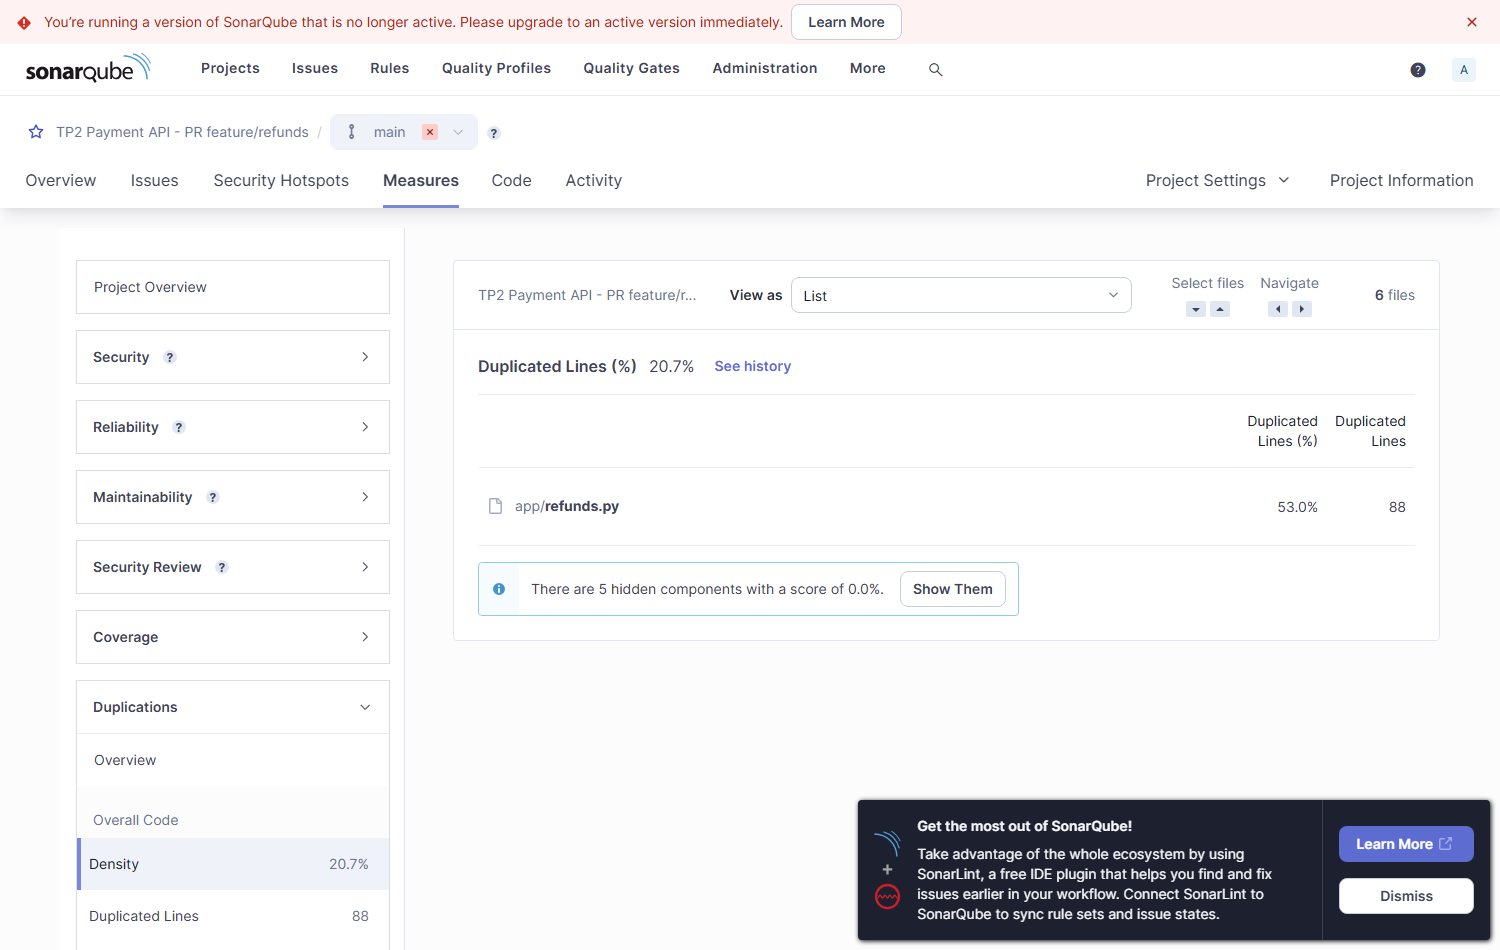 You're running a version of SonarQube that is no longer active. Please upgrade to an active version immediately. Learn More
sonarqube Projects Issues Rules Quality Profiles Quality Gates Administration More ? A
TP2 Payment API - PR feature/refunds / main ?
Overview Issues Security Hotspots Measures Code Activity Project Settings Project Information
Project Overview
Security ?
Reliability ?
Maintainability ?
Security Review ?
Coverage
Duplications
Overview
Overall Code
Density 20.7%
Duplicated Lines 88
TP2 Payment API - PR feature/r... View as List Select files Navigate 6 files
Duplicated Lines (%) 20.7% See history
Duplicated Lines (%)
Duplicated Lines
app/refunds.py 53.0% 88
There are 5 hidden components with a score of 0.0%. Show Them
Get the most out of SonarQube!
Take advantage of the whole ecosystem by using
SonarLint, a free IDE plugin that helps you find and fix
issues earlier in your workflow. Connect SonarLint to
SonarQube to sync rule sets and issue states.
Learn More
Dismiss